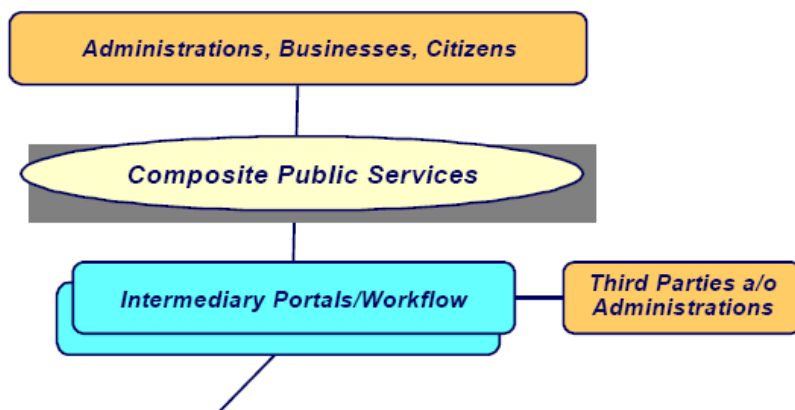 Administrations, Businesses, Citizens
Composite Public Services
Intermediary Portals/Workflow
Third Parties a/o
Administrations